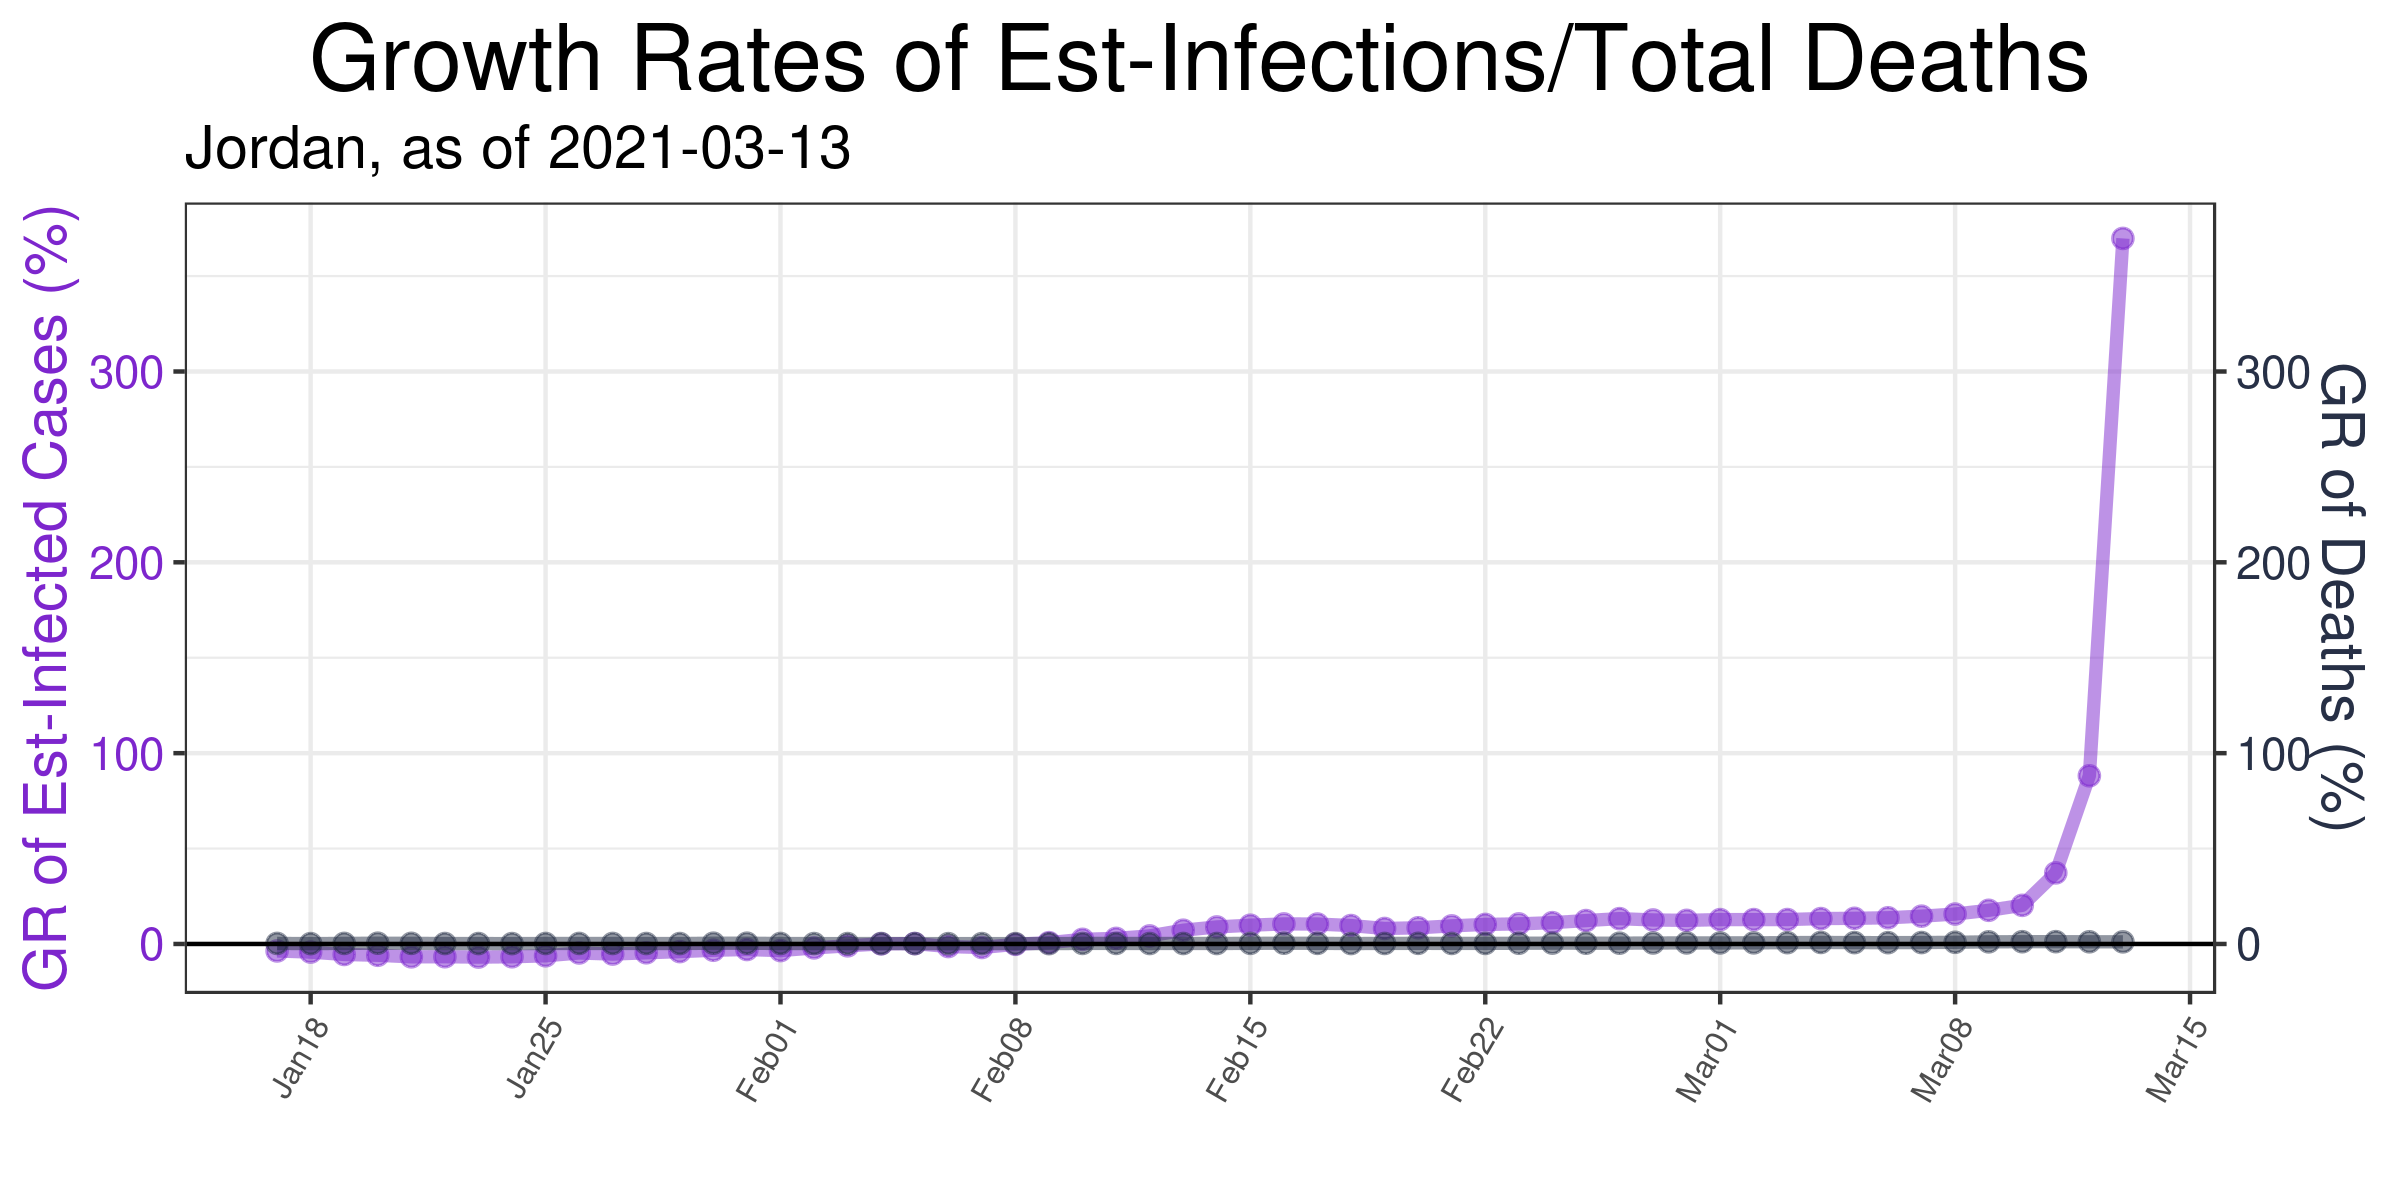 Growth Rates of Est-Infections/Total Deaths
Jordan, as of 2021-03-13
GR of Est-Infected Cases (%)
300
200
100
0
300
200
100
0
GR of Deaths (%)
Jan18
Jan25
Feb01
Feb08
Feb15
Feb22
Mar01
Mar08
Mar15